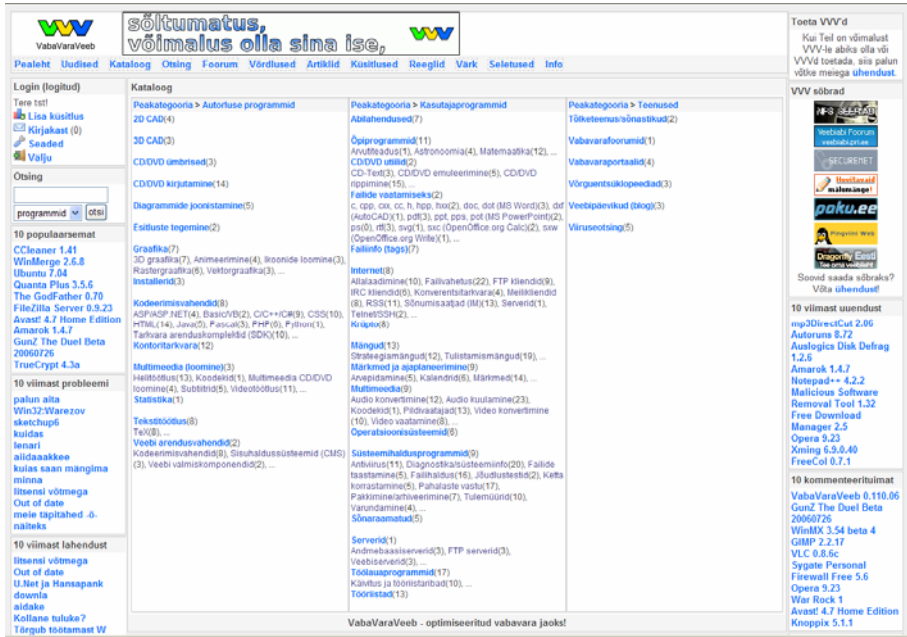 VVV
VabaVaraVeeb
sõltumatus,
võimalus olla sina ise,
VVV
Pealeht Uudised Kataloog Otsing Foorum Võrdlused Artiklid Küsitlused Reeglid Värk Seletused Info
Login (logitud)
Tere tst!
Lisa küsitlus
Kirjakast (0)
Seaded
Välju
Otsing
programmid otsi
10 populaarsemat
CCleaner 1.41
WinMerge 2.6.8
Ubuntu 7.04
Quanta Plus 3.5.6
The GodFather 0.70
FileZilla Server 0.9.23
Avast! 4.7 Home Edition
Amarok 1.4.7
GunZ The Duel Beta
20060726
TrueCrypt 4.3a
10 viimast probleemi
palun aita
Win32:Warezov
sketchup6
kuidas
lenari
aiidaaakkee
kuias saan mängima
minna
litsensi võtmega
Out of date
meie täpitähed -õ-
näiteks
10 viimast lahendust
litsensi võtmega
Out of date
U.Net ja Hansapank
downla
aidake
Kollane tuluke?
Tõrgub töötamast W
Kataloog
Peakategooria > Autorluse programmid
2D CAD(4)
3D CAD(3)
CD/DVD ümbrised(3)
CD/DVD kirjutamine(14)
Diagrammide joonistamine(5)
Esitluste tegemine(2)
Graafika(7)
3D graafika(7), Animeerimine(4), Ikoonide loomine(3),
Rastergraafika(6), Vektorgraafika(3), ...
Installerid(3)
Kodeerimisvahendid(8)
ASP/ASP.NET(4), Basic/VB(2), C/C++/C#(9), CSS(10),
HTML(14), Java(5), Pascal(3), PHP(6), Python(1),
Tarkvara arenduskomplektid (SDK)(10), ...
Kontoritarkvara(12)
Multimeedia (loomine)(3)
Helitöötlus(13), Koodekid(1), Multimeedia CD/DVD
loomine(4), Subtiitrid(5), Videotöötlus(11), ...
Statistika(1)
Tekstitöötlus(8)
TeX(8), ...
Veebi arendusvahendid(2)
Kodeerimisvahendid(8), Sisuhaldussüsteemid (CMS)
(3), Veebi valmiskomponendid(2), ...
Peakategooria > Kasutajaprogrammid
Abilahendused(7)
Õpiprogrammid(11)
Arvutiteadus(1), Astronoomia(4), Matemaatika(12), ...
CD/DVD utiliid(2)
CD-Text(3), CD/DVD emuleerimine(5), CD/DVD
rippimine(15), ...
Failide vaatamiseks(2)
c, cpp, cxx, cc, h, hpp, hxx(2), doc, dot (MS Word)(3), dxf
(AutoCAD)(1), pdf(3), ppt, pps, pot (MS PowerPoint)(2),
ps(0), rtf(3), svg(1), sxc (OpenOffice.org Calc)(2), sxw
(OpenOffice.org Write)(1), ...
Failiinfo (tags)(7)
Internet(8)
Allalaadimine(10), Failivahetus(22), FTP kliendid(9),
IRC kliendid(6), Konverentsitarkvara(4), Meilikliendid
(8), RSS(11), Sõnumisaatjad (IM)(13), Serverid(1),
Telnet/SSH(2), ...
Krüpto(8)
Mängud(13)
Strateegiamängud(12), Tulistamismängud(19), ...
Märkmed ja ajaplaneerimine(9)
Arvepidamine(5), Kalendrid(6), Märkmed(14), ...
Multimeedia(9)
Audio konvertimine(12), Audio kuulamine(23),
Koodekid(1), Pildivaatajad(13), Video konvertimine
(10), Video vaatamine(8), ...
Operatsioonisüsteemid(6)
Süsteemihaldusprogrammid(9)
Antiviirus(11), Diagnostika/süsteemiinfo(20), Failide
taastamine(5), Failihaldus(16), Jõudlustestid(2), Ketta
korrastamine(5), Pahalaste vastu(17),
Pakkimine/arhiveerimine(7), Tulemüürid(10),
Varundamine(4), ...
Sõnaraamatud(5)
Serverid(1)
Andmebaasiserverid(3), FTP serverid(3),
Veebiserverid(3), ...
Töölauaprogrammid(17)
Käivitus ja tööriistaribad(10), ...
Tööriistad(13)
Peakategooria > Teenused
Tõlketeenus/sõnastikud(2)
Vabavarafoorumid(1)
Vabavaraportaalid(4)
Võrguentsüklopeediad(3)
Veebipäevikud (blog)(3)
Viiruseotsing(5)
VabaVaraVeeb - optimiseeritud vabavara jaoks!
Toeta VVV'd
Kui Teil on võimalust
VVV-le abiks olla või
VVVd toetada, siis palun
võtke meiega ühendust.
VVV sõbrad
NFS SEERIAD
Veebiabi Foorum
veebiabi.pri.ee
SECURENET
mälumänge!
poku.ee
Pingviini Web
Dragonfly Eesti
Tee oma veebileht
Soovid saada sõbraks?
Võta ühendust!
10 viimast uuendust
mp3DirectCut 2.06
Autoruns 8.72
Auslogics Disk Defrag
1.2.6
Amarok 1.4.7
Notepad++ 4.2.2
Malicious Software
Removal Tool 1.32
Free Download
Manager 2.5
Opera 9.23
Xming 6.9.0.40
FreeCol 0.7.1
10 kommenteerituimat
VabaVaraVeeb 0.110.06
GunZ The Duel Beta
20060726
WinMX 3.54 beta 4
GIMP 2.2.17
VLC 0.8.6c
Sygate Personal
Firewall Free 5.6
Opera 9.23
War Rock 1
Avast! 4.7 Home Edition
Knoppix 5.1.1